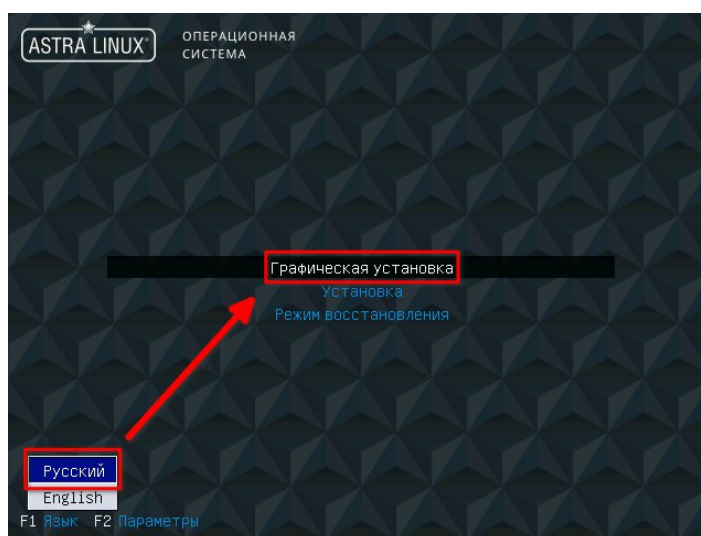 ASTRA LINUX®
ОПЕРАЦИОННАЯ
СИСТЕМА
Графическая установка
Установка
Режим восстановления
Русский
English
F1 Язык F2 Параметры